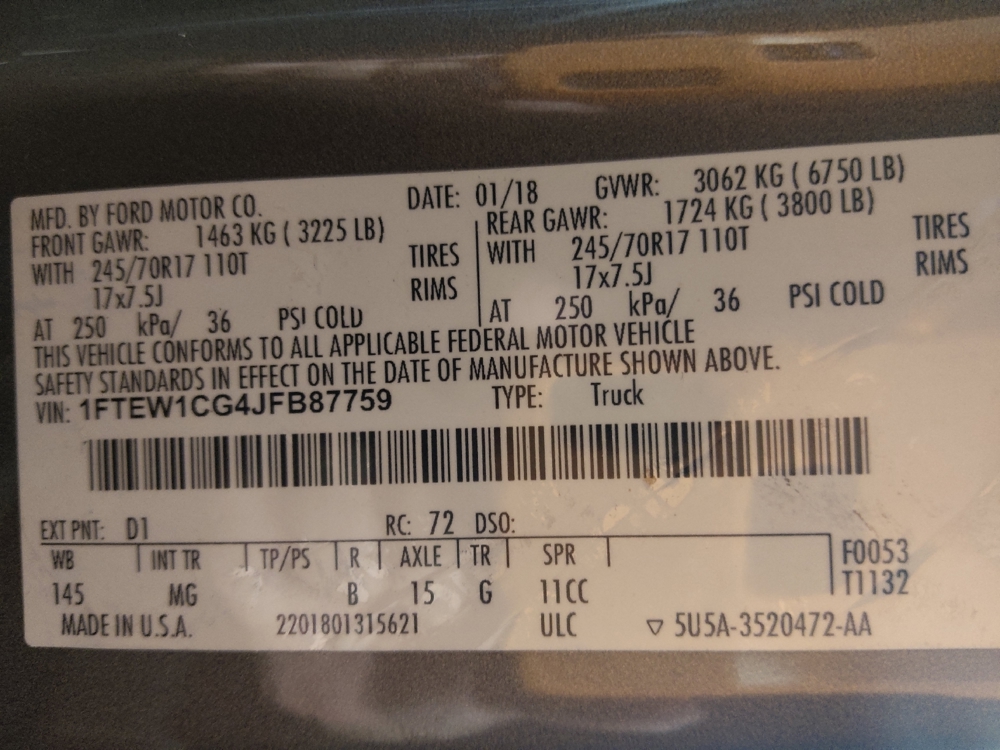 MFD. BY FORD MOTOR CO. DATE: 01/18 GVWR: 3062 KG ( 6750 LB)
FRONT GAWR: 1463 KG ( 3225 LB) REAR GAWR: 1724 KG ( 3800 LB)
WITH 245/70R17 110T TIRES WITH 245/70R17 110T TIRES
17x7.5J RIMS 17x7.5J RIMS
AT 250 kPa/ 36 PSI COLD AT 250 kPa/ 36 PSI COLD
THIS VEHICLE CONFORMS TO ALL APPLICABLE FEDERAL MOTOR VEHICLE
SAFETY STANDARDS IN EFFECT ON THE DATE OF MANUFACTURE SHOWN ABOVE.
VIN: 1FTEW1CG4JFB87759 TYPE: Truck
EXT PNT: D1 RC: 72 DSO:
WB INT TR TP/PS R AXLE TR SPR F0053
145 MG B 15 G 11CC T1132
MADE IN U.S.A. 2201801315621 ULC ▽ 5U5A-3520472-AA